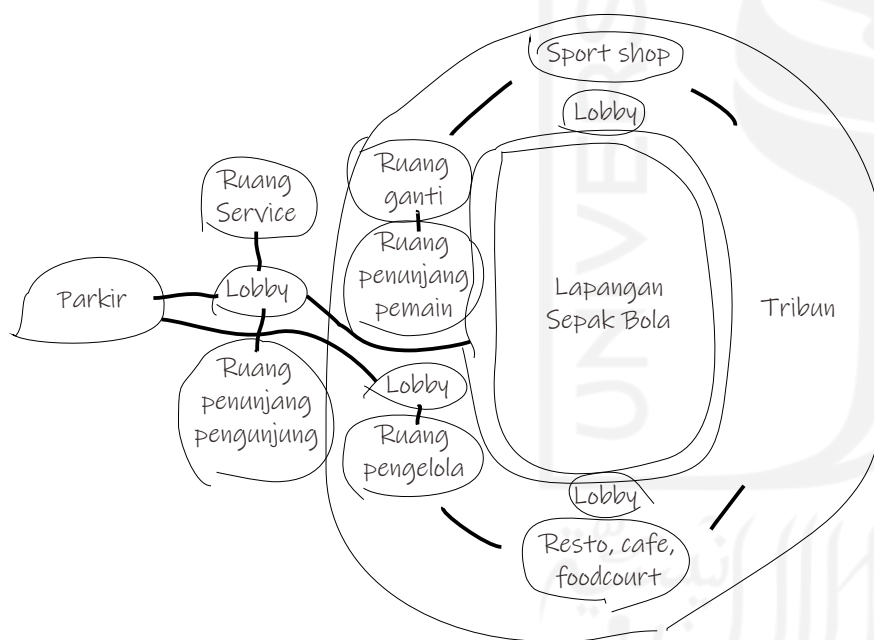 Sport shop
Lobby
Ruang
ganti
Ruang
Service
Ruang
penunjang
pemain
Parkir
Lobby
Lapangan
Sepak Bola
Tribun
Ruang
penunjang
pengunjung
Lobby
Ruang
pengelola
Lobby
Resto, cafe,
foodcourt
UNIVERS